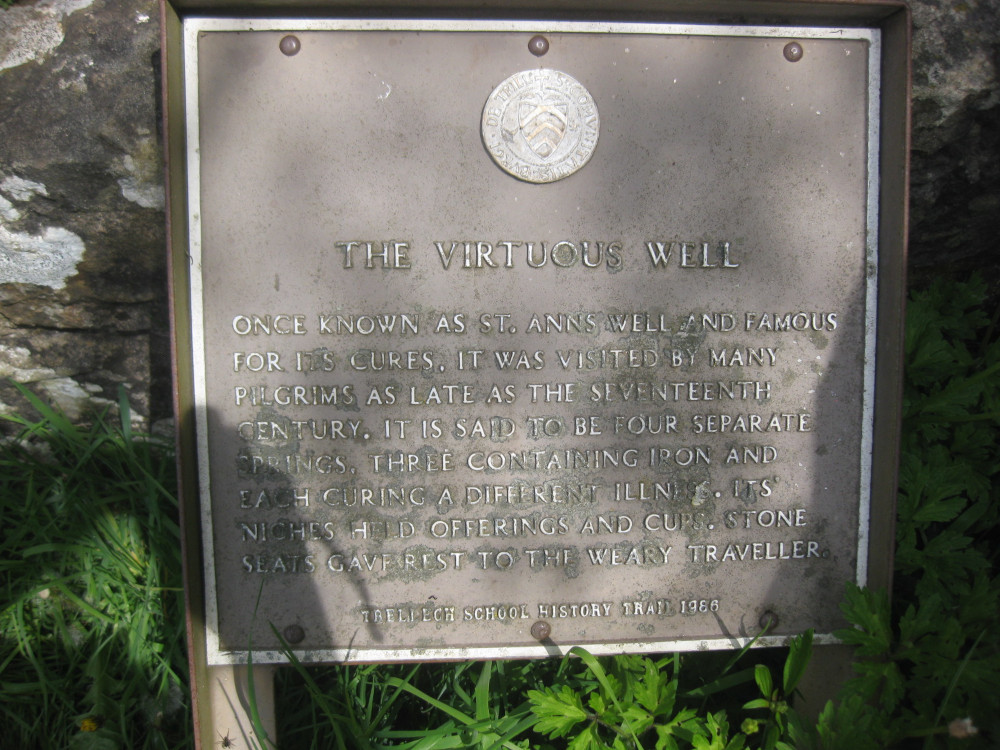 THE VIRTUOUS WELL
ONCE KNOWN AS ST. ANNS WELL AND FAMOUS
FOR ITS CURES. IT WAS VISITED BY MANY
PILGRIMS AS LATE AS THE SEVENTEENTH
CENTURY. IT IS SAID TO BE FOUR SEPARATE
SPRINGS, THREE CONTAINING IRON AND
EACH CURING A DIFFERENT ILLNESS. ITS'
NICHES HELD OFFERINGS AND CUPS. STONE
SEATS GAVE REST TO THE WEARY TRAVELLER.
TRELLECH SCHOOL HISTORY TRAIL 1986